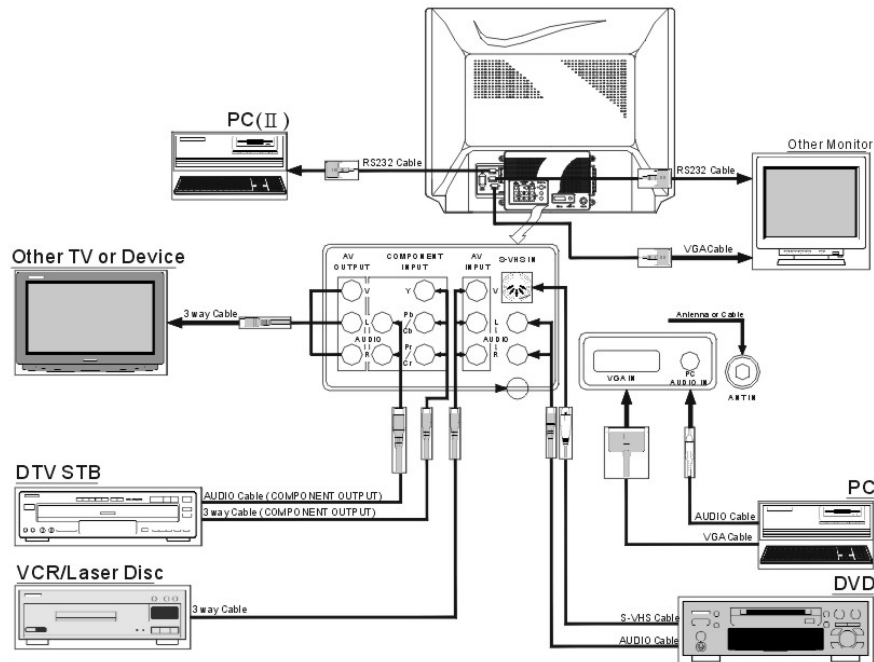 PC(Ⅱ)
RS232 Cable
RS232 Cable
Other Monitor
VGACable
Other TV or Device
3 way Cable
AV OUTPUT
COMPONENT INPUT
AV INPUT
S-VHS IN
V
Y
V
L
Pb/Cb
L
AUDIO
AUDIO
R
Pr/Cr
R
Antenna or Cable
VGA IN
PC AUDIO IN
ANT IN
DTV STB
AUDIO Cable (COMPONENT OUTPUT)
3 way Cable (COMPONENT OUTPUT)
AUDIO Cable
VGA Cable
PC
VCR/Laser Disc
3 way Cable
DVD
S-VHS Cable
AUDIO Cable